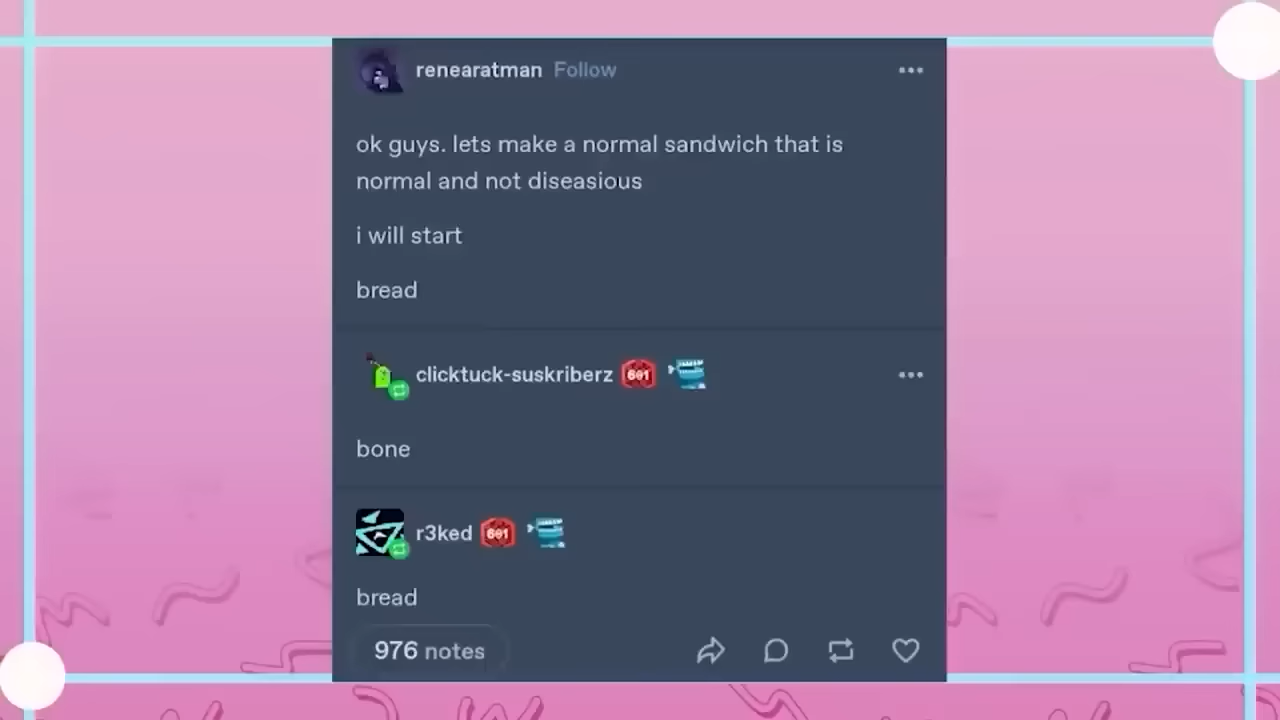 renearatman Follow
ok guys. lets make a normal sandwich that is
normal and not diseasious
i will start
bread
clicktuck-suskriberz
bone
r3ked
bread
976 notes